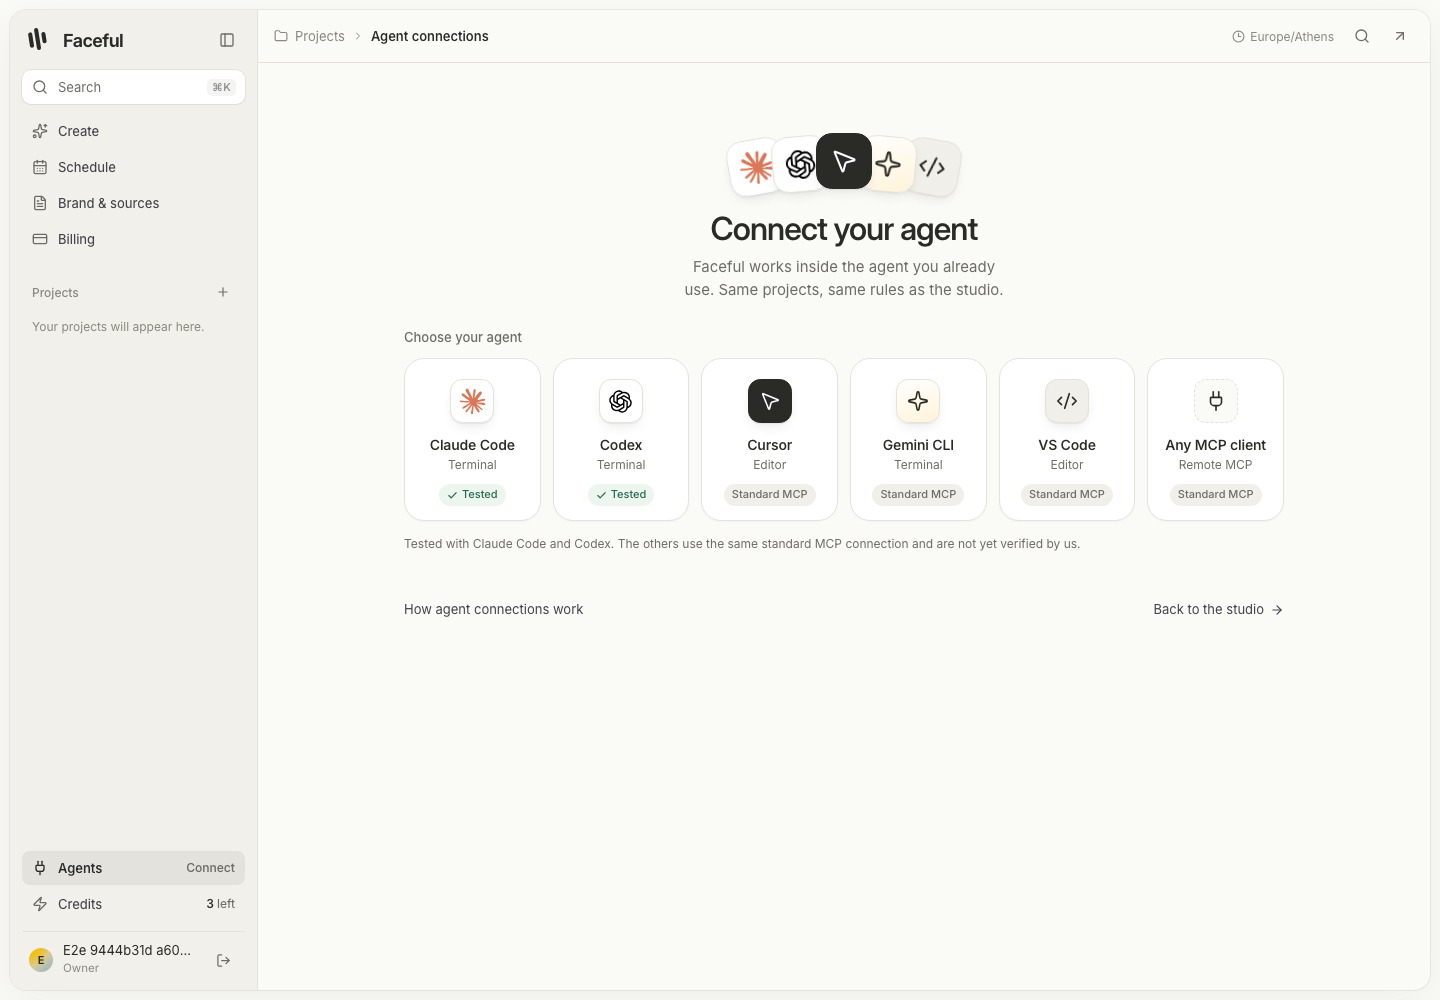 Faceful
Search ⌘K
Create
Schedule
Brand & sources
Billing
Projects
Your projects will appear here.
Agents Connect
Credits 3 left
E E2e 9444b31d a60...
Owner
Projects > Agent connections
Europe/Athens
Connect your agent
Faceful works inside the agent you already
use. Same projects, same rules as the studio.
Choose your agent
Claude Code
Terminal
Tested
Codex
Terminal
Tested
Cursor
Editor
Standard MCP
Gemini CLI
Terminal
Standard MCP
VS Code
Editor
Standard MCP
Any MCP client
Remote MCP
Standard MCP
Tested with Claude Code and Codex. The others use the same standard MCP connection and are not yet verified by us.
How agent connections work
Back to the studio →